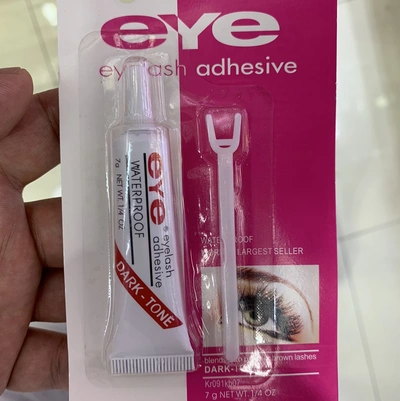 eye
eyelash adhesive
eye
® eyelash
adhesive
WATERPROOF
7g NET WT. 1/4 OZ
DARK-TONE
LARGEST SELLER
lashes
7 g NET WT. 1/4 OZ